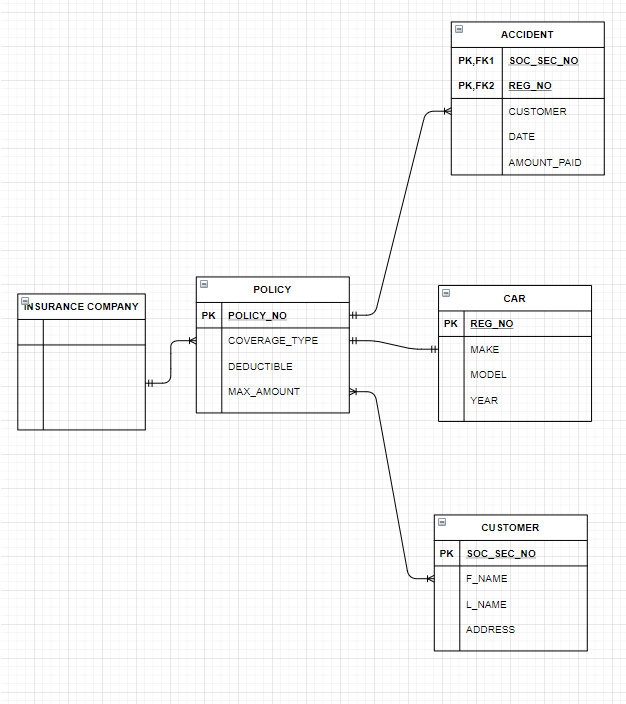 ACCIDENT
PK,FK1 SOC_SEC_NO
PK,FK2 REG_NO
CUSTOMER
DATE
AMOUNT_PAID
INSURANCE COMPANY
POLICY
PK POLICY_NO
COVERAGE_TYPE
DEDUCTIBLE
MAX_AMOUNT
CAR
PK REG_NO
MAKE
MODEL
YEAR
CUSTOMER
PK SOC_SEC_NO
F_NAME
L_NAME
ADDRESS